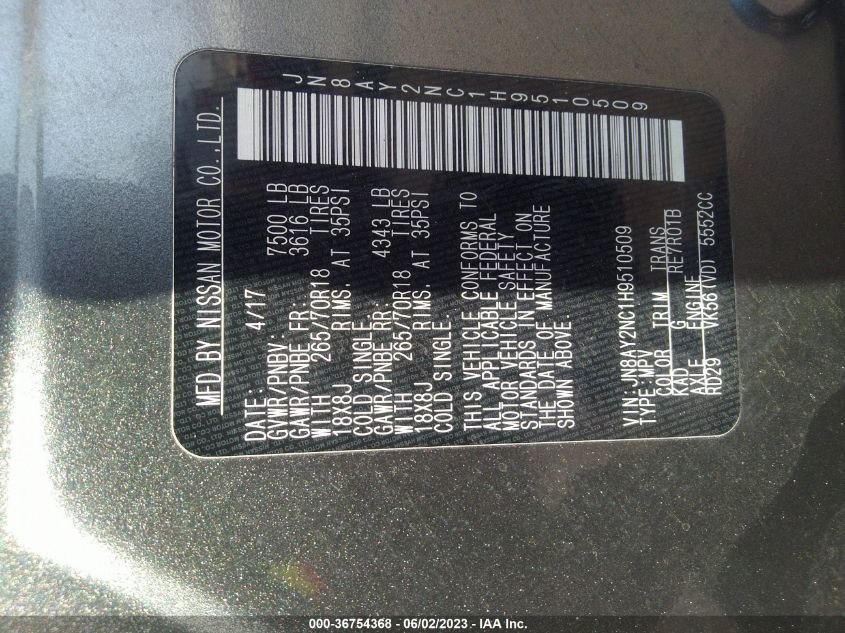 JN8AY2NC1H9510509
MFD BY NISSAN MOTOR CO.,LTD.
DATE: 4/17
GVWR/PNBV: 7500 LB
GAWR/PNBE FR: 3616 LB
WITH 265/70R18 TIRES
18X8J RIMS. AT 35PSI
COLD SINGLE.
GAWR/PNBE RR: 4343 LB
WITH 265/70R18 TIRES
18X8J RIMS. AT 35PSI
COLD SINGLE.
THIS VEHICLE CONFORMS TO
ALL APPLICABLE FEDERAL
MOTOR VEHICLE SAFETY
STANDARDS IN EFFECT ON
THE DATE OF MANUFACTURE
SHOWN ABOVE.
VIN: JN8AY2NC1H9510509
TYPE: MPV
COLOR TRIM TRANS
KAD G RE7R01B
AXLE ENGINE
RD29 VK56(VD) 5552CC
000-36754368 - 06/02/2023 - IAA Inc.